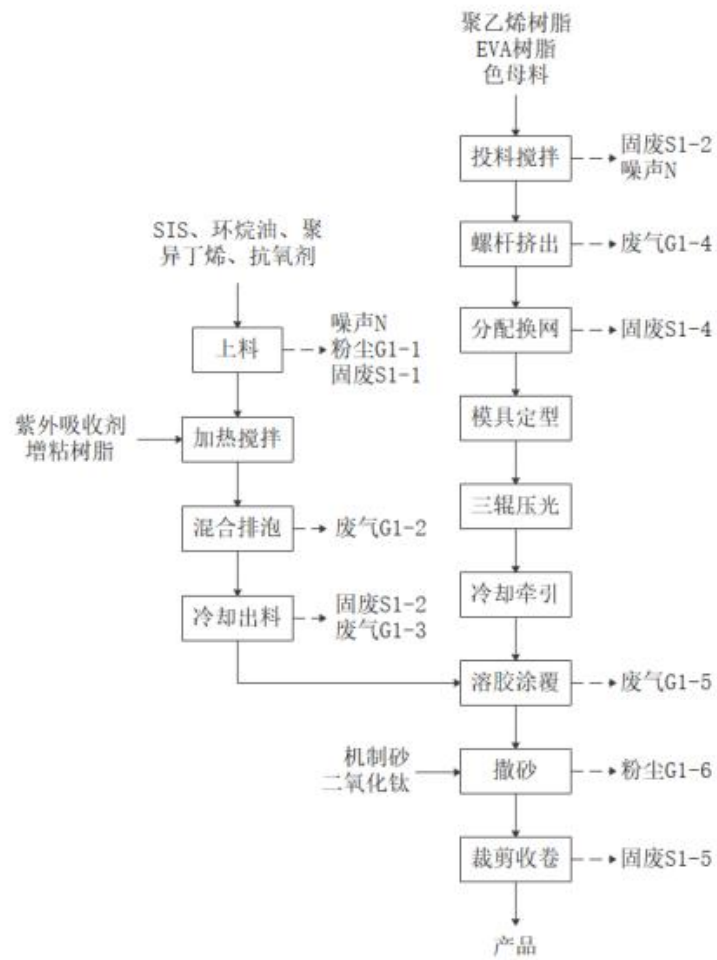 聚乙烯树脂
EVA树脂
色母料
投料搅拌
固废S1-2
噪声N
螺杆挤出
废气G1-4
分配换网
固废S1-4
模具定型
三辊压光
冷却牵引
SIS、环烷油、聚
异丁烯、抗氧剂
上料
噪声N
粉尘G1-1
固废S1-1
紫外吸收剂
增粘树脂
加热搅拌
混合排泡
废气G1-2
冷却出料
固废S1-2
废气G1-3
溶胶涂覆
废气G1-5
机制砂
二氧化钛
撒砂
粉尘G1-6
裁剪收卷
固废S1-5
产品